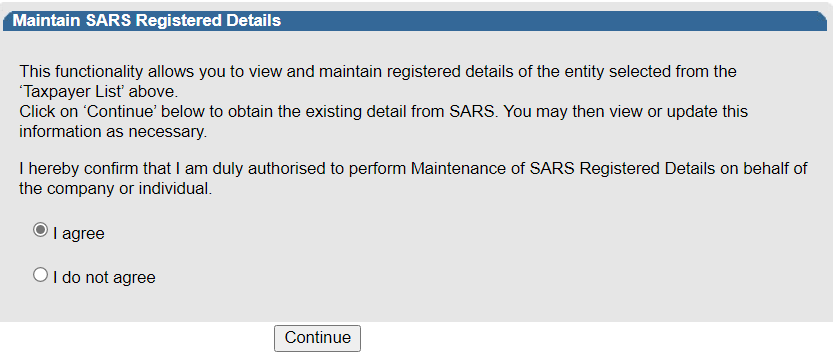 Maintain SARS Registered Details
This functionality allows you to view and maintain registered details of the entity selected from the
‘Taxpayer List’ above.
Click on ‘Continue’ below to obtain the existing detail from SARS. You may then view or update this
information as necessary.
I hereby confirm that I am duly authorised to perform Maintenance of SARS Registered Details on behalf of
the company or individual.
I agree
I do not agree
Continue